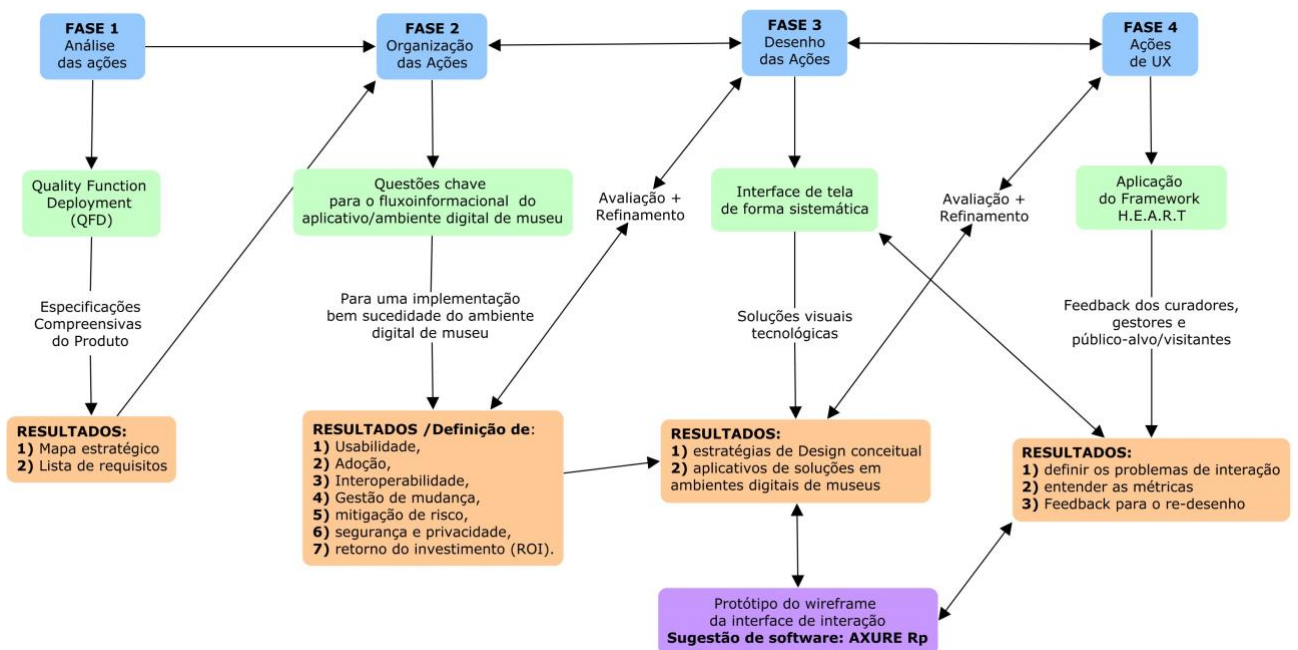 FASE 1
Análise
das ações
FASE 2
Organização
das Ações
FASE 3
Desenho
das Ações
FASE 4
Ações
de UX
Quality Function
Deployment
(QFD)
Questões chave
para o fluxoinformacional do
aplicativo/ambiente digital de museu
Avaliação +
Refinamento
Interface de tela
de forma sistemática
Avaliação +
Refinamento
Aplicação
do Framework
H.E.A.R.T
Especificações
Compreensivas
do Produto
Para uma implementação
bem sucedida do ambiente
digital de museu
Soluções visuais
tecnológicas
Feedback dos curadores,
gestores e
público-alvo/visitantes
RESULTADOS:
1) Mapa estratégico
2) Lista de requisitos
RESULTADOS /Definição de:
1) Usabilidade,
2) Adoção,
3) Interoperabilidade,
4) Gestão de mudança,
5) mitigação de risco,
6) segurança e privacidade,
7) retorno do investimento (ROI).
RESULTADOS:
1) estratégias de Design conceitual
2) aplicativos de soluções em
ambientes digitais de museus
RESULTADOS:
1) definir os problemas de interação
2) entender as métricas
3) Feedback para o re-desenho
Protótipo do wireframe
da interface de interação
Sugestão de software: AXURE Rp